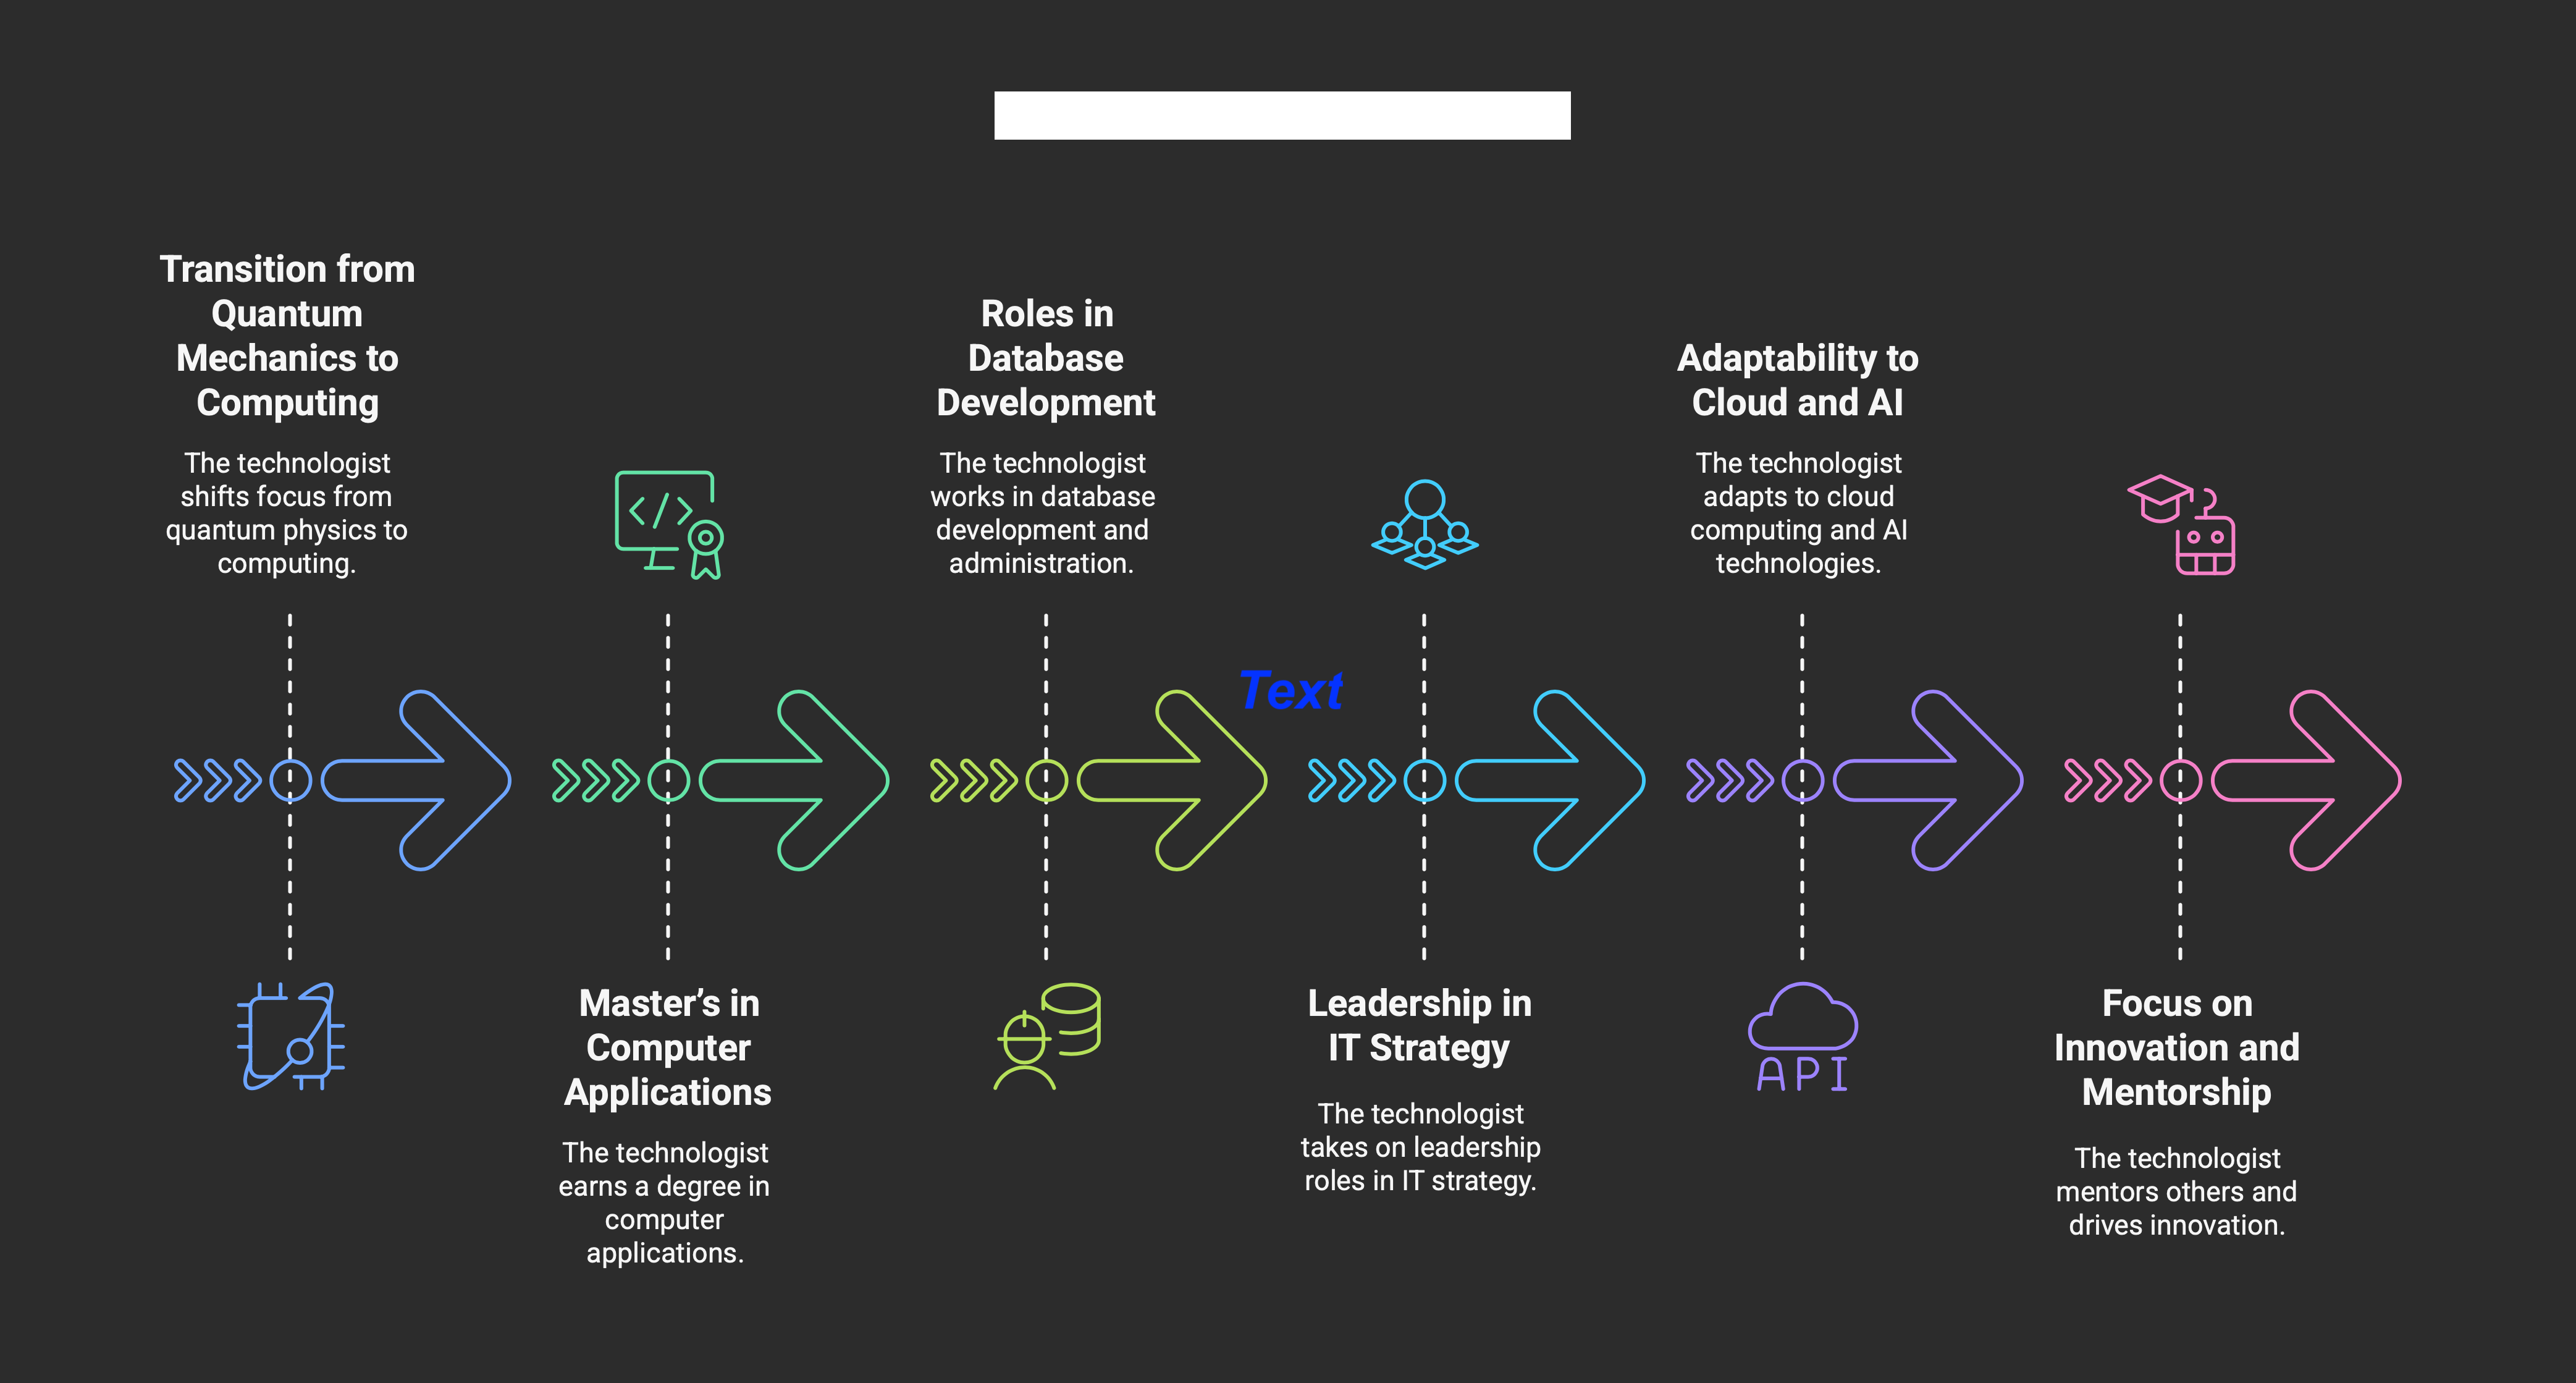 Transition from
Quantum
Mechanics to
Computing
The technologist
shifts focus from
quantum physics to
computing.
Master’s in
Computer
Applications
The technologist
earns a degree in
computer
applications.
Roles in
Database
Development
The technologist
works in database
development and
administration.
Text
Leadership in
IT Strategy
The technologist
takes on leadership
roles in IT strategy.
Adaptability to
Cloud and AI
The technologist
adapts to cloud
computing and AI
technologies.
API
Focus on
Innovation and
Mentorship
The technologist
mentors others and
drives innovation.